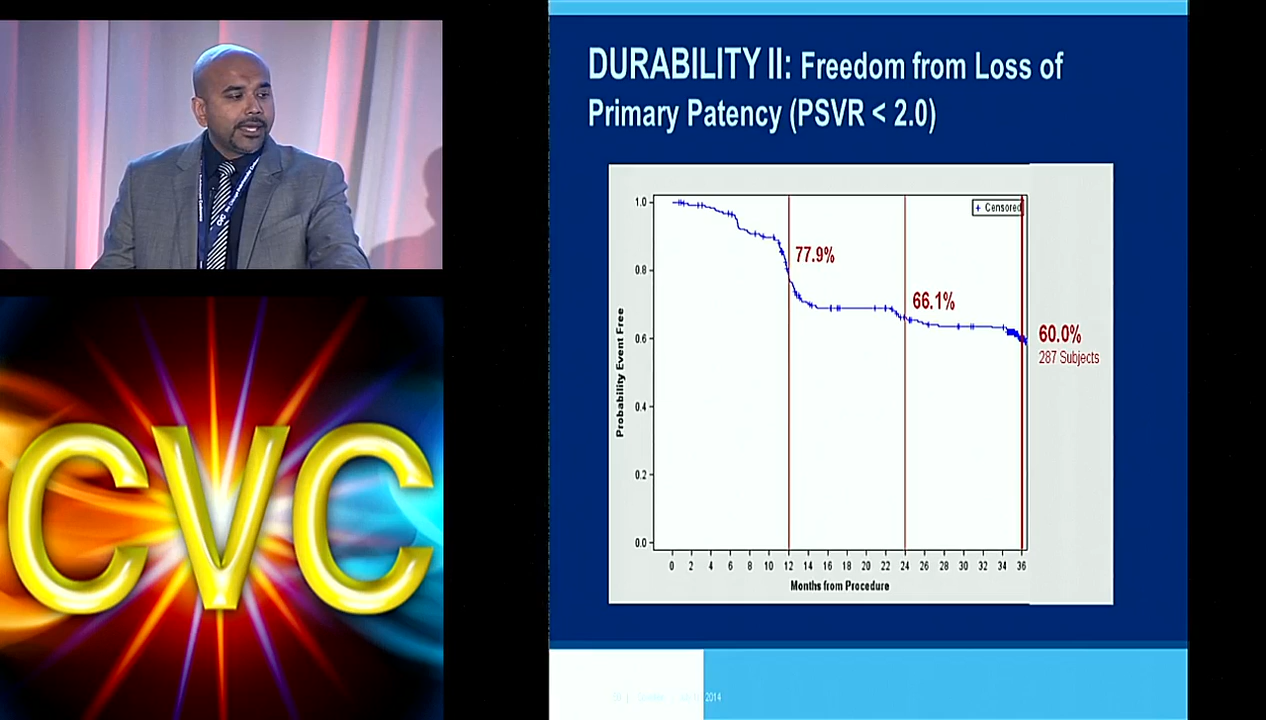 DURABILITY II: Freedom from Loss of
Primary Patency (PSVR < 2.0)
+ Censored
1.0
0.8
0.6
0.4
0.2
0.0
77.9%
66.1%
60.0%
287 Subjects
Probability Event Free
0 2 4 6 8 10 12 14 16 18 20 22 24 26 28 30 32 34 36
Months from Procedure
2014
CVC